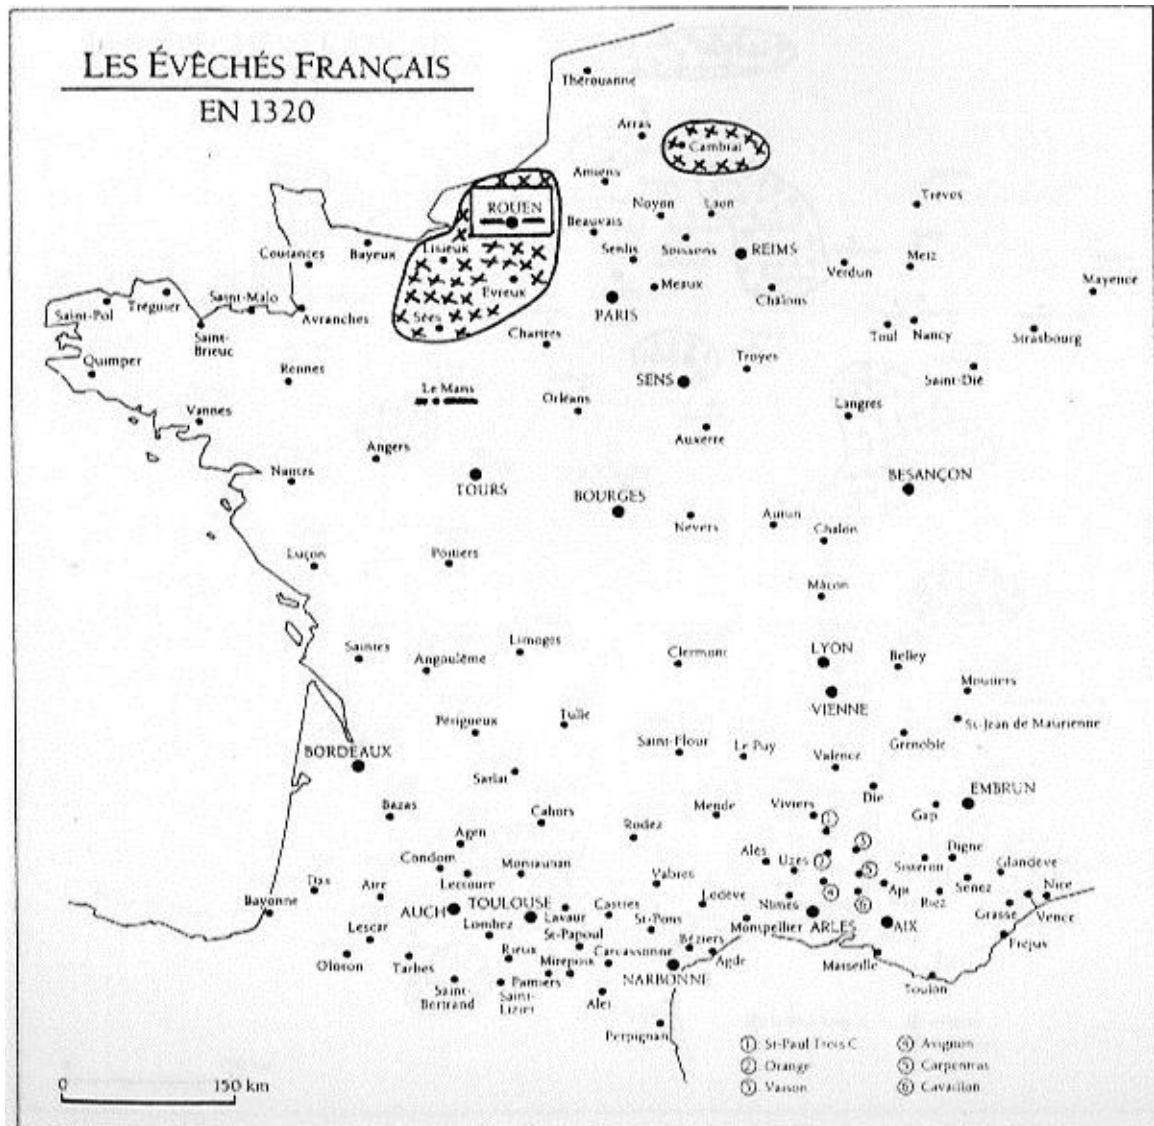 LES ÉVÊCHÉS FRANÇAIS
EN 1320
Thérouanne
Arras
Cambrai
Amiens
ROUEN
Noyon
Laon
Trèves
Beauvais
Lisieux
Senlis
Soissons
REIMS
Coutances
Bayeux
Verdun
Metz
Mayence
Evreux
Meaux
Châlons
Saint-Pol
Tréguier
Saint-Malo
Avranches
Sées
PARIS
Saint-
Brieuc
Chartres
Toul
Nancy
Strasbourg
Quimper
Rennes
Troyes
SENS
Saint-Dié
Le Mans
Orléans
Vannes
Langres
Auxerre
Angers
Nantes
TOURS
BOURGES
BESANÇON
Nevers
Autun
Chalon
Luçon
Poitiers
Mâcon
Saintes
Angoulême
Limoges
Clermont
LYON
Belley
Moutiers
VIENNE
St-Jean de Maurienne
Périgueux
Tulle
Saint-Flour
Le Puy
Valence
Grenoble
BORDEAUX
Sarlat
Die
EMBRUN
Bazas
Cahors
Mende
Viviers
Gap
Agen
Rodez
1
3
Condom
Montauban
Alès
Uzès
2
Sisteron
Digne
Glandève
Dax
Aire
Lectoure
Vabres
5
Apt
Senez
Nice
Bayonne
Lodève
Nîmes
4
6
Riez
Grasse
Vence
AUCH
TOULOUSE
Lavaur
Castres
Lescar
Lombez
St-Papoul
St-Pons
Montpellier
ARLES
AIX
Fréjus
Oloron
Tarbes
Rieux
Mirepoix
Carcassonne
Béziers
Agde
Marseille
Saint-
Bertrand
Pamiers
Saint-
Lizier
Alet
NARBONNE
Toulon
Perpignan
1 St-Paul Trois C
4 Avignon
2 Orange
5 Carpentras
3 Vaison
6 Cavaillon
0 150 km